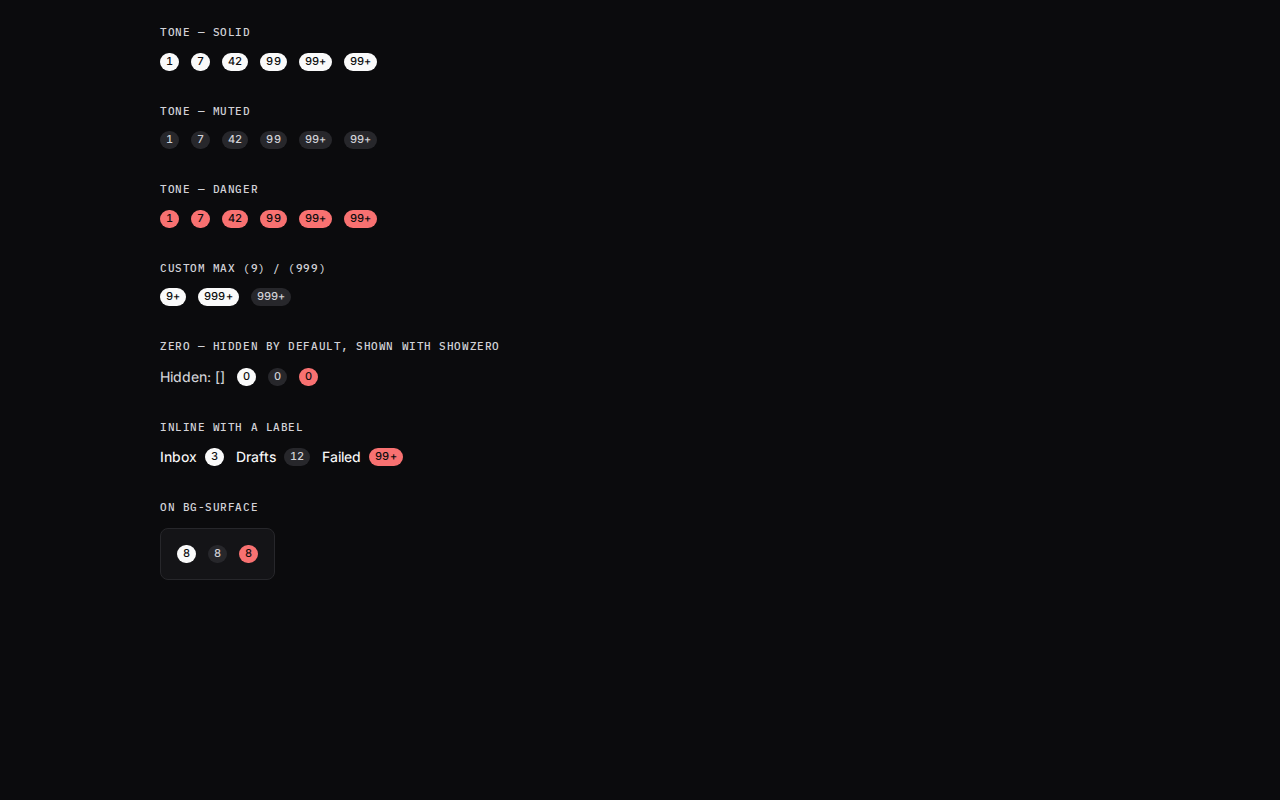 TONE — SOLID
1 7 42 99 99+ 99+
TONE — MUTED
1 7 42 99 99+ 99+
TONE — DANGER
1 7 42 99 99+ 99+
CUSTOM MAX (9) / (999)
9+ 999+ 999+
ZERO — HIDDEN BY DEFAULT, SHOWN WITH SHOWZERO
Hidden: [] 0 0 0
INLINE WITH A LABEL
Inbox 3 Drafts 12 Failed 99+
ON BG-SURFACE
8 8 8